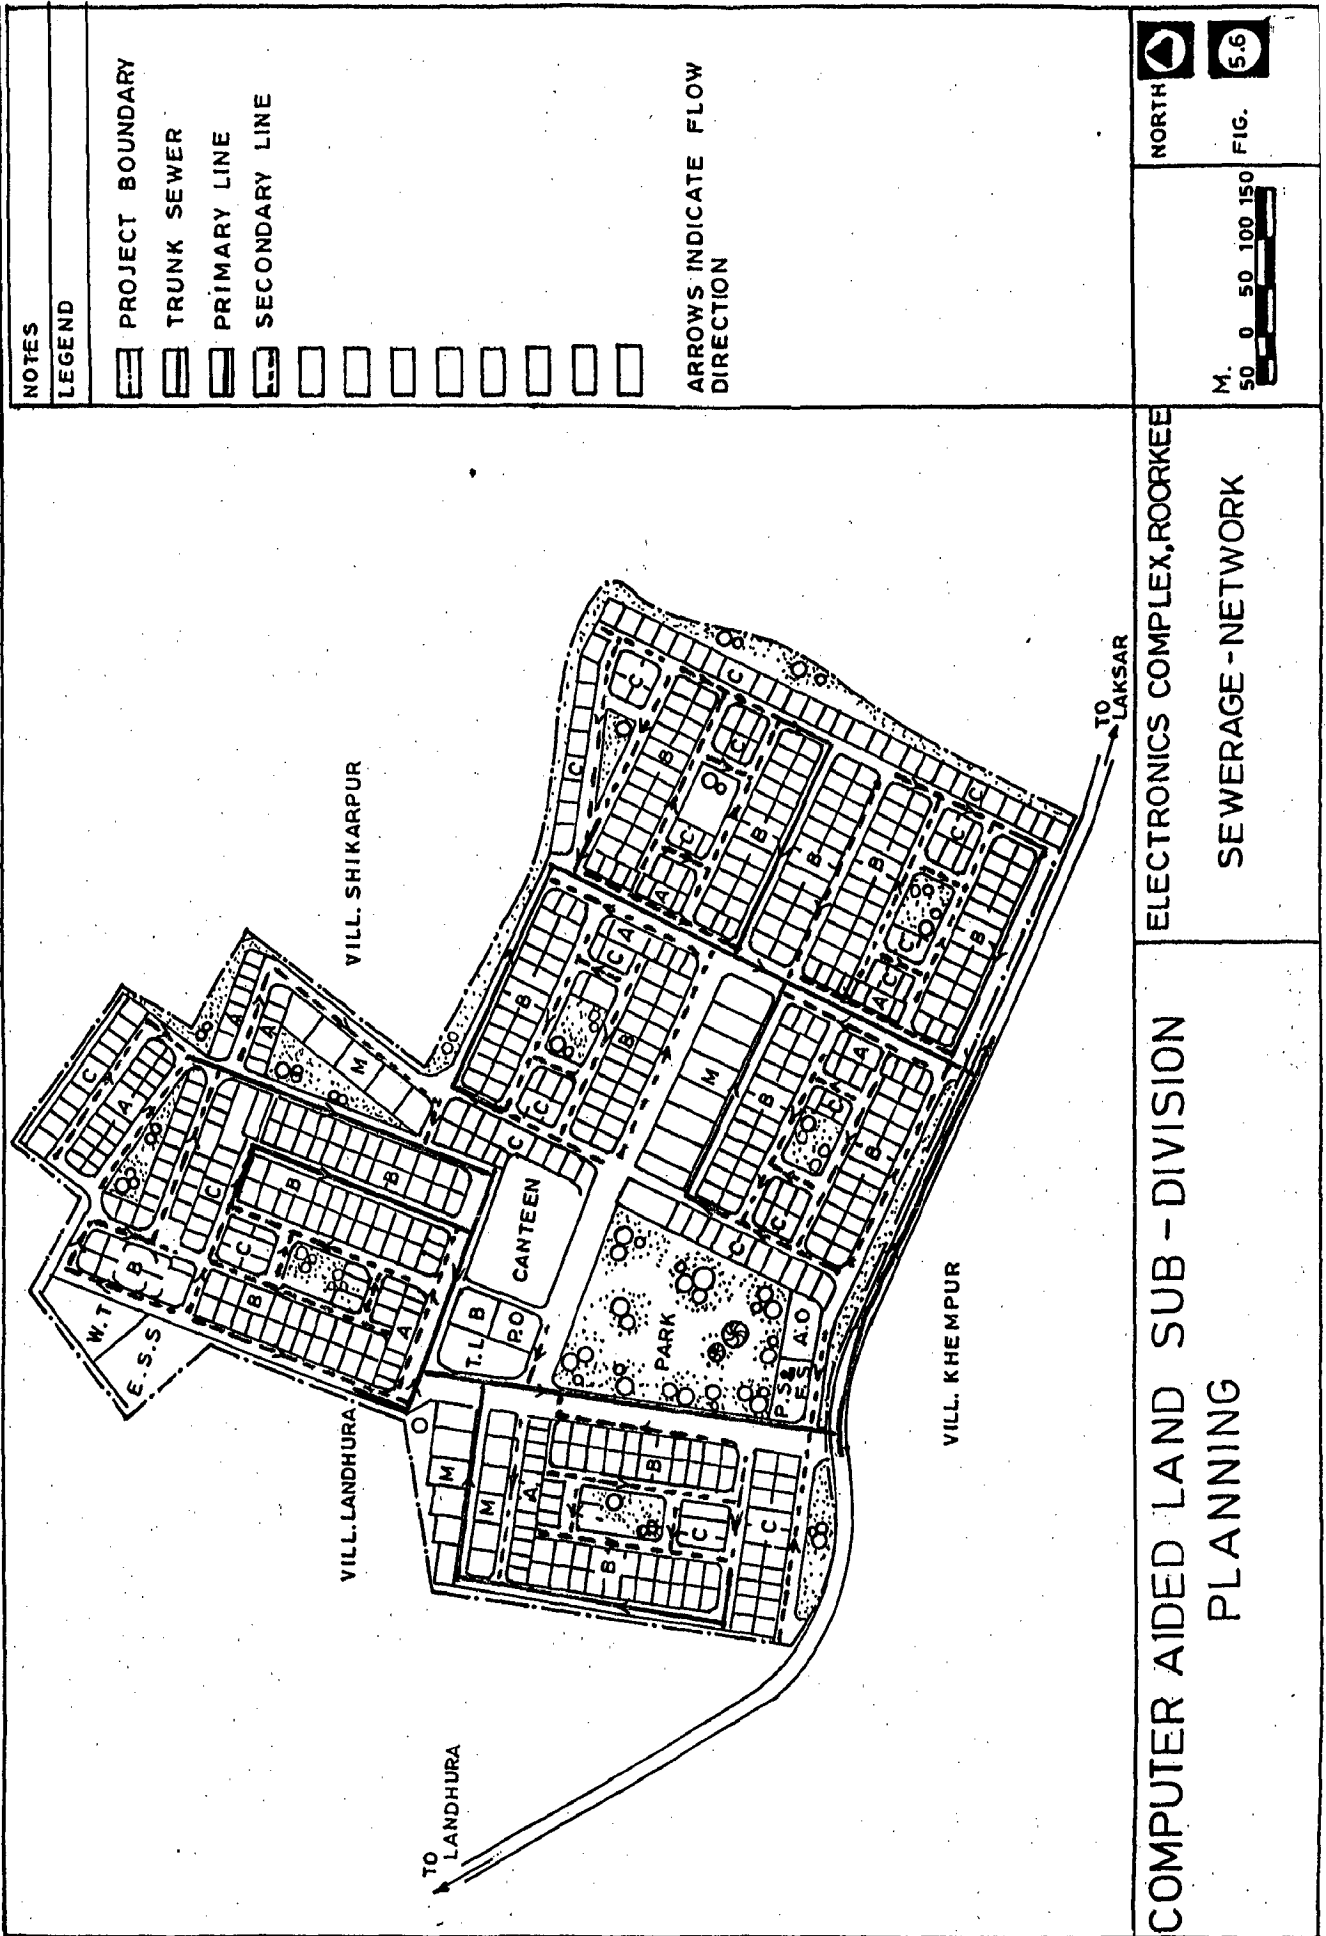 NOTES
LEGEND
PROJECT BOUNDARY
TRUNK SEWER
PRIMARY LINE
SECONDARY LINE
ARROWS INDICATE FLOW
DIRECTION
NORTH
FIG. 5.6
M.
50 0 50 100 150
ELECTRONICS COMPLEX, ROORKEE
SEWERAGE-NETWORK
COMPUTER AIDED LAND SUB-DIVISION
PLANNING
VILL. SHIKARPUR
VILL. LANDHURA
VILL. KHEMPUR
TO
LANDHURA
TO
LAKSAR
W.T
E.S.S
CANTEEN
T.L
B
P.O
PARK
P.S &
F.S
A.O
C
A
B
B
C
B
C
A
B
B
A
A
M
M
M
A
B
B
C
C
B
B
C
A
C
C
M
B
B
C
C
A
C
C
C
B
C
C
A
B
B
B
C
C
C
A
B